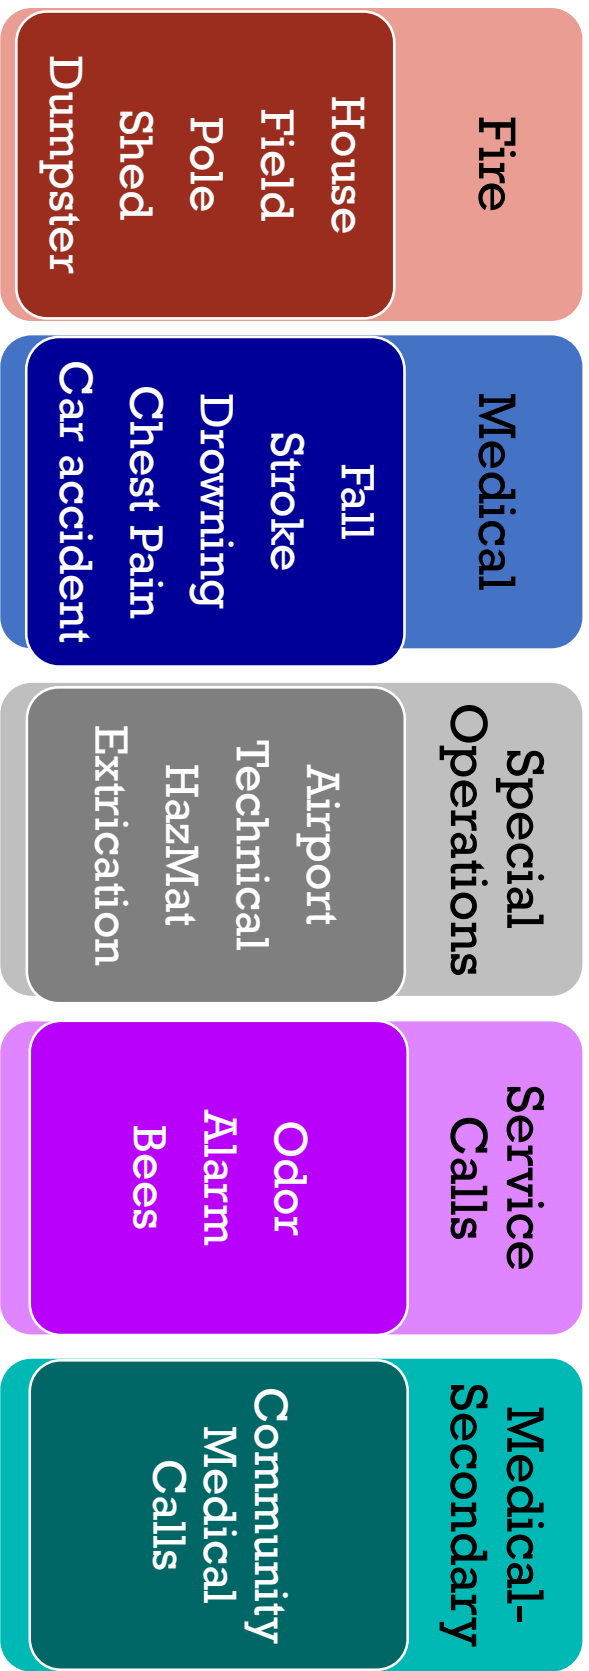 Fire
House
Field
Pole
Shed
Dumpster
Medical
Fall
Stroke
Drowning
Chest Pain
Car accident
Special
Operations
Airport
Technical
HazMat
Extrication
Service
Calls
Odor
Alarm
Bees
Medical-
Secondary
Community
Medical
Calls